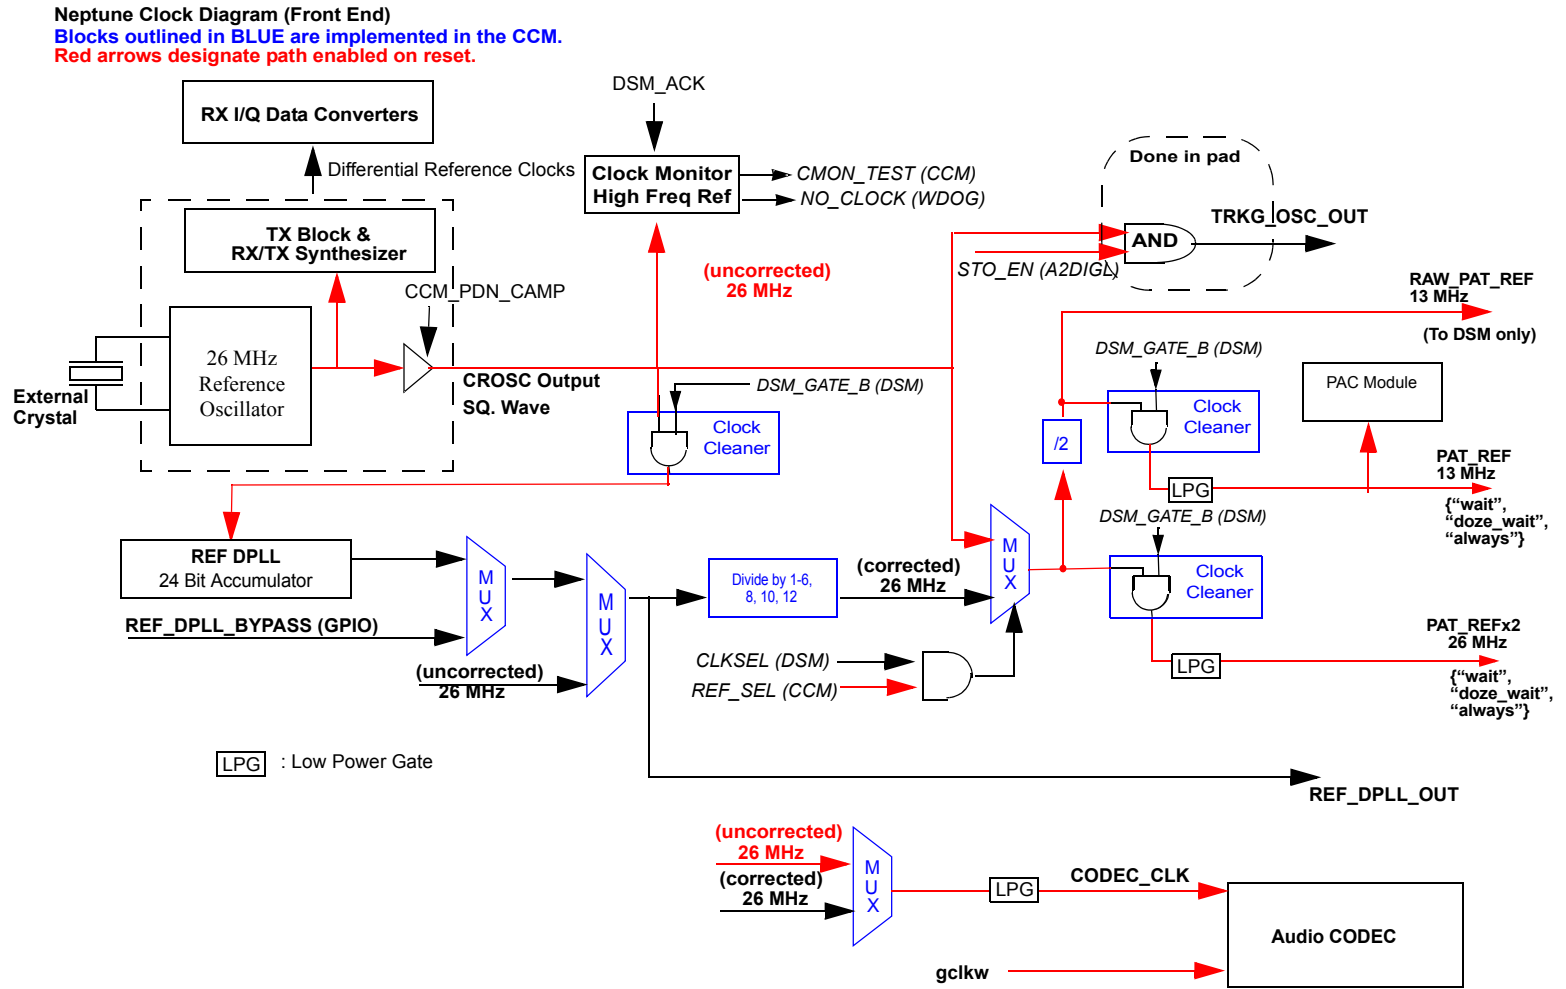 Neptune Clock Diagram (Front End)
Blocks outlined in BLUE are implemented in the CCM.
Red arrows designate path enabled on reset.
RX I/Q Data Converters
Differential Reference Clocks
TX Block &
RX/TX Synthesizer
CCM_PDN_CAMP
26 MHz
Reference
Oscillator
External
Crystal
CROSC Output
SQ. Wave
DSM_ACK
Clock Monitor
High Freq Ref
CMON_TEST (CCM)
NO_CLOCK (WDOG)
(uncorrected)
26 MHz
DSM_GATE_B (DSM)
Clock
Cleaner
Done in pad
AND
TRKG_OSC_OUT
STO_EN (A2DIGL)
RAW_PAT_REF
13 MHz
(To DSM only)
DSM_GATE_B (DSM)
Clock
Cleaner
/2
PAC Module
LPG
PAT_REF
13 MHz
{“wait”,
“doze_wait”,
“always”}
DSM_GATE_B (DSM)
Clock
Cleaner
LPG
PAT_REFx2
26 MHz
{“wait”,
“doze_wait”,
“always”}
REF DPLL
24 Bit Accumulator
REF_DPLL_BYPASS (GPIO)
MUX
(uncorrected)
26 MHz
MUX
Divide by 1-6,
8, 10, 12
(corrected)
26 MHz
MUX
CLKSEL (DSM)
REF_SEL (CCM)
LPG : Low Power Gate
REF_DPLL_OUT
(uncorrected)
26 MHz
(corrected)
26 MHz
MUX
LPG
CODEC_CLK
Audio CODEC
gclkw